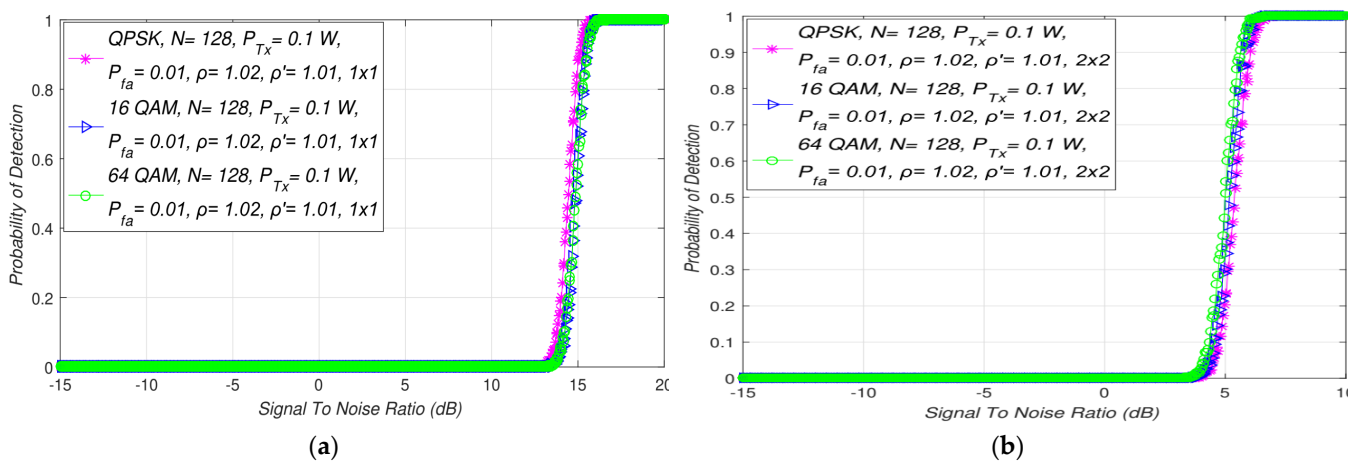 1
0.8
0.6
0.4
0.2
0
Probability of Detection
QPSK, N= 128, P_Tx= 0.1 W,
P_fa= 0.01, ρ= 1.02, ρ'= 1.01, 1x1
16 QAM, N= 128, P_Tx= 0.1 W,
P_fa= 0.01, ρ= 1.02, ρ'= 1.01, 1x1
64 QAM, N= 128, P_Tx= 0.1 W,
P_fa= 0.01, ρ= 1.02, ρ'= 1.01, 1x1
-15 -10 -5 0 5 10 15 20
Signal To Noise Ratio (dB)
(a)
1
0.9
0.8
0.7
0.6
0.5
0.4
0.3
0.2
0.1
0
Probability of Detection
QPSK, N= 128, P_Tx= 0.1 W,
P_fa= 0.01, ρ= 1.02, ρ'= 1.01, 2x2
16 QAM, N= 128, P_Tx= 0.1 W,
P_fa= 0.01, ρ= 1.02, ρ'= 1.01, 2x2
64 QAM, N= 128, P_Tx= 0.1 W,
P_fa= 0.01, ρ= 1.02, ρ'= 1.01, 2x2
-15 -10 -5 0 5 10
Signal To Noise Ratio (dB)
(b)